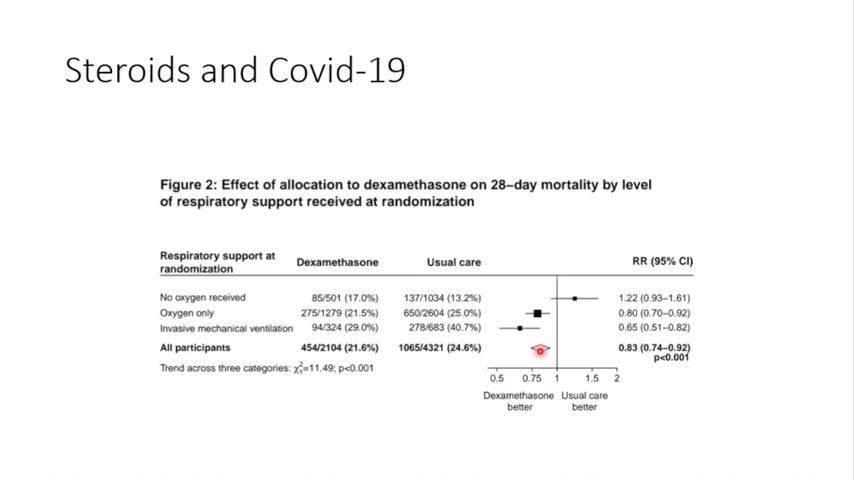 Steroids and Covid-19
Figure 2: Effect of allocation to dexamethasone on 28–day mortality by level
of respiratory support received at randomization
Respiratory support at
randomization
Dexamethasone
Usual care
RR (95% CI)
No oxygen received 85/501 (17.0%) 137/1034 (13.2%) 1.22 (0.93–1.61)
Oxygen only 275/1279 (21.5%) 650/2604 (25.0%) 0.80 (0.70–0.92)
Invasive mechanical ventilation 94/324 (29.0%) 278/683 (40.7%) 0.65 (0.51–0.82)
All participants 454/2104 (21.6%) 1065/4321 (24.6%) 0.83 (0.74–0.92)
p<0.001
Trend across three categories: χ²₁=11.49; p<0.001
0.5 0.75 1 1.5 2
Dexamethasone
better
Usual care
better